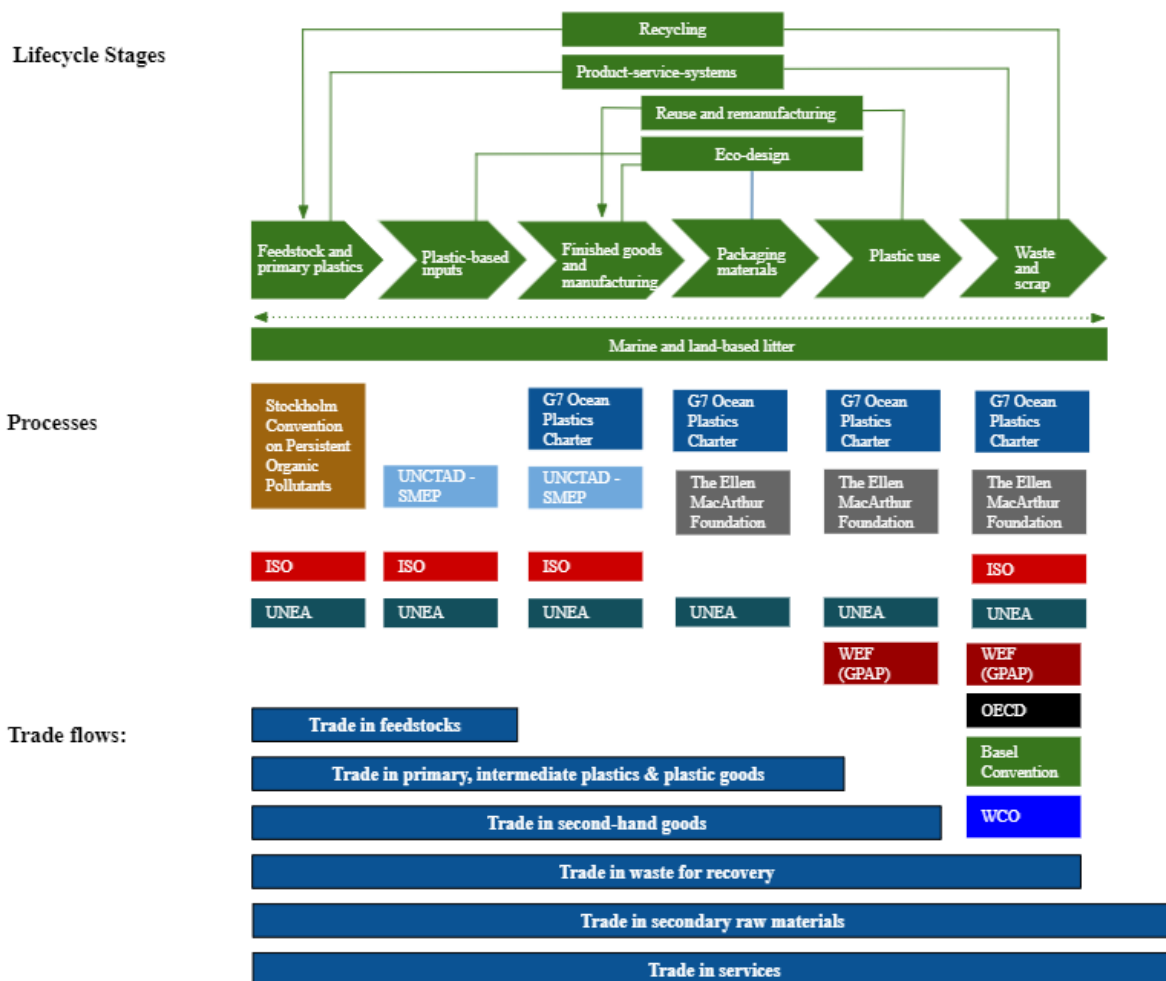 Lifecycle Stages
Recycling
Product-service-systems
Reuse and remanufacturing
Eco-design
Feedstock and
primary plastics
Plastic-based
inputs
Finished goods
and
manufacturing
Packaging
materials
Plastic use
Waste
and
scrap
Marine and land-based litter
Processes
Stockholm
Convention
on Persistent
Organic
Pollutants
G7 Ocean
Plastics
Charter
G7 Ocean
Plastics
Charter
G7 Ocean
Plastics
Charter
G7 Ocean
Plastics
Charter
UNCTAD -
SMEP
UNCTAD -
SMEP
The Ellen
MacArthur
Foundation
The Ellen
MacArthur
Foundation
The Ellen
MacArthur
Foundation
ISO
ISO
ISO
ISO
UNEA
UNEA
UNEA
UNEA
UNEA
UNEA
WEF
(GPAP)
WEF
(GPAP)
OECD
Basel
Convention
WCO
Trade flows:
Trade in feedstocks
Trade in primary, intermediate plastics & plastic goods
Trade in second-hand goods
Trade in waste for recovery
Trade in secondary raw materials
Trade in services